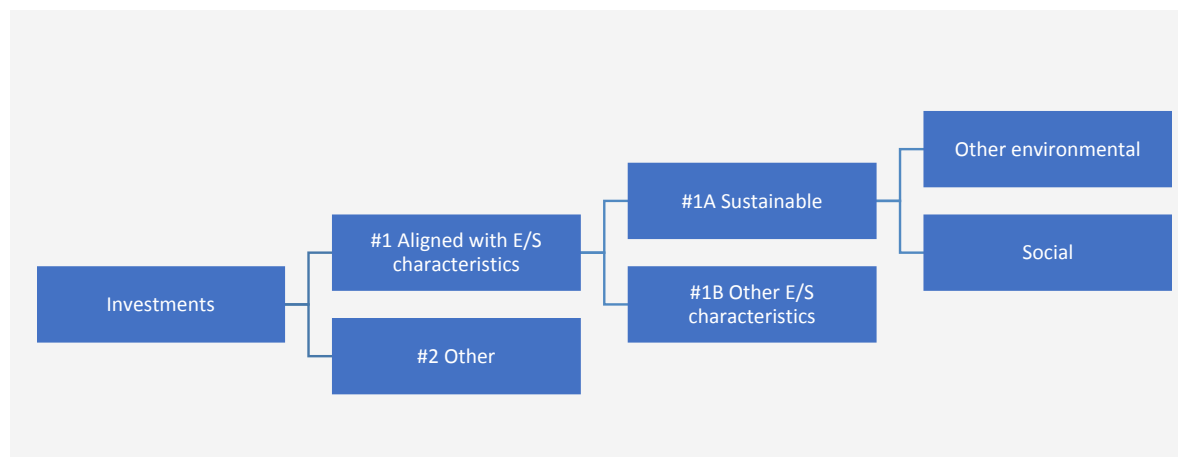 Investments
#1 Aligned with E/S
characteristics
#2 Other
#1A Sustainable
#1B Other E/S
characteristics
Other environmental
Social